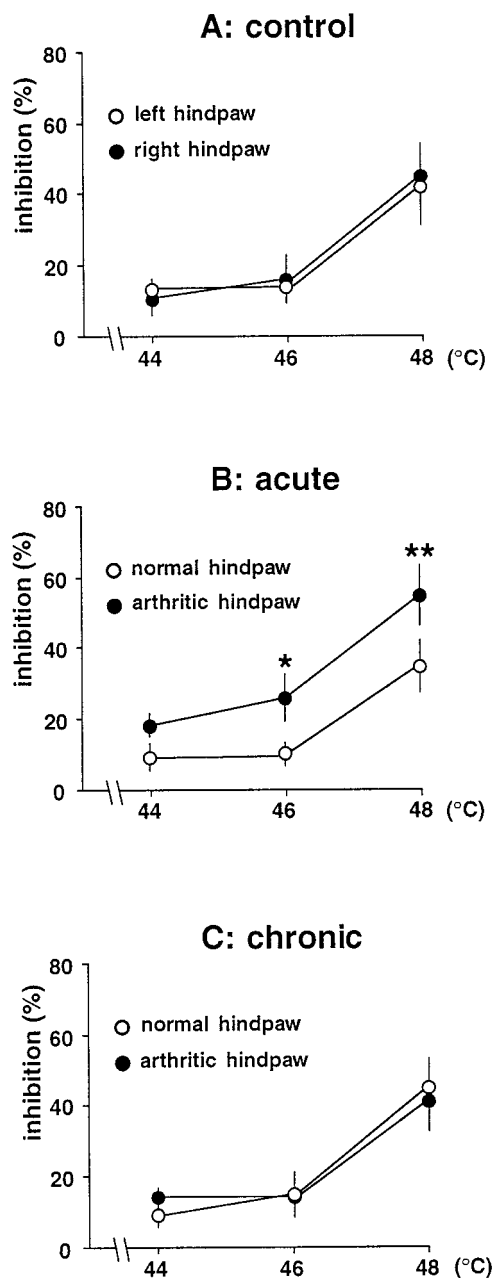 A: control
80
60
40
20
0
inhibition (%)
left hindpaw
right hindpaw
44 46 48 (°C)
B: acute
80
60
40
20
0
inhibition (%)
normal hindpaw
arthritic hindpaw
*
**
44 46 48 (°C)
C: chronic
80
60
40
20
0
inhibition (%)
normal hindpaw
arthritic hindpaw
44 46 48 (°C)